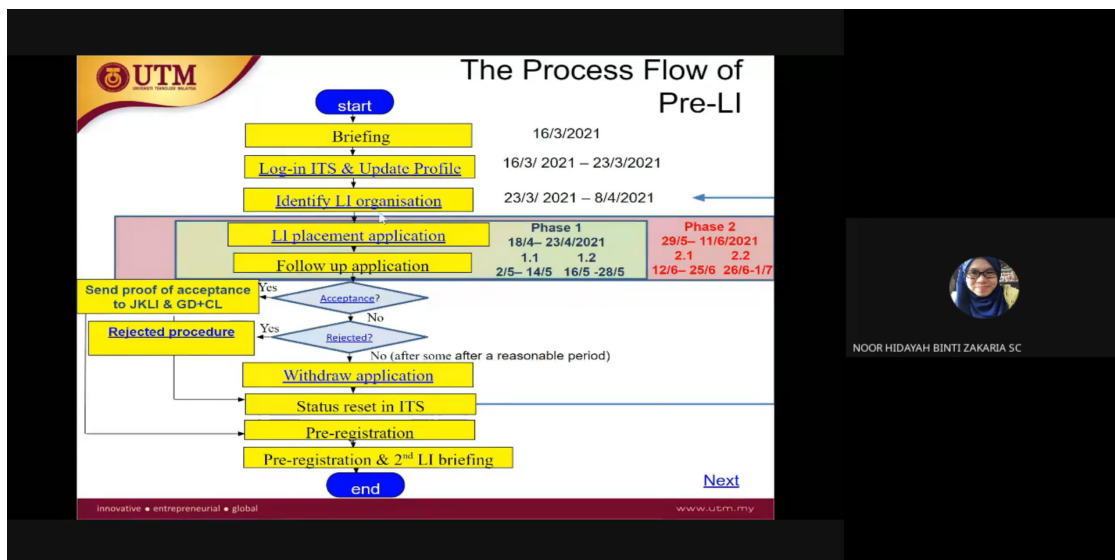 UTM
UNIVERSITI TEKNOLOGI MALAYSIA
The Process Flow of
Pre-LI
start
Briefing
16/3/2021
Log-in ITS & Update Profile
16/3/ 2021 – 23/3/2021
Identify LI organisation
23/3/ 2021 – 8/4/2021
LI placement application
Follow up application
Phase 1
18/4– 23/4/2021
1.1 1.2
2/5– 14/5 16/5 -28/5
Phase 2
29/5– 11/6/2021
2.1 2.2
12/6– 25/6 26/6-1/7
Send proof of acceptance
to JKLI & GD+CL
Yes
Acceptance?
No
Rejected procedure
Yes
Rejected?
No (after some after a reasonable period)
Withdraw application
Status reset in ITS
Pre-registration
Pre-registration & 2nd LI briefing
end
Next
innovative ● entrepreneurial ● global
www.utm.my
NOOR HIDAYAH BINTI ZAKARIA SC